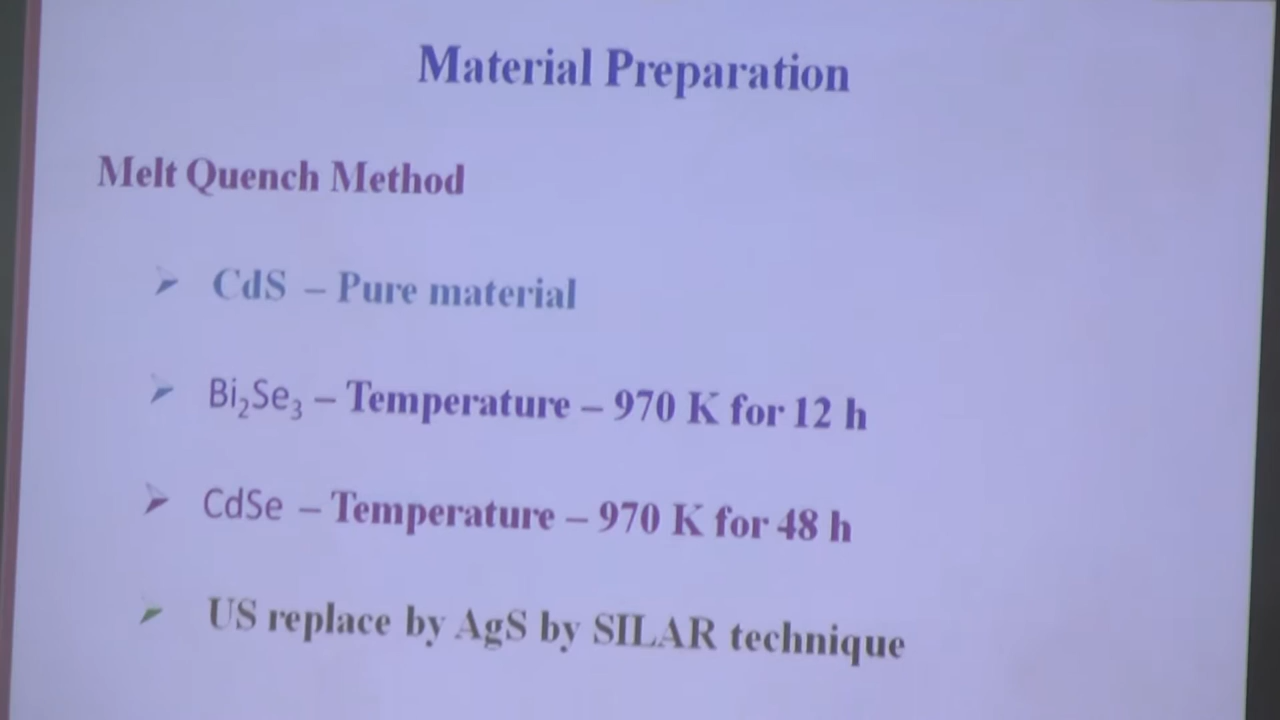 Material Preparation
Melt Quench Method
➢ CdS – Pure material
➢ Bi₂Se₃ – Temperature – 970 K for 12 h
➢ CdSe – Temperature – 970 K for 48 h
➢ US replace by AgS by SILAR technique